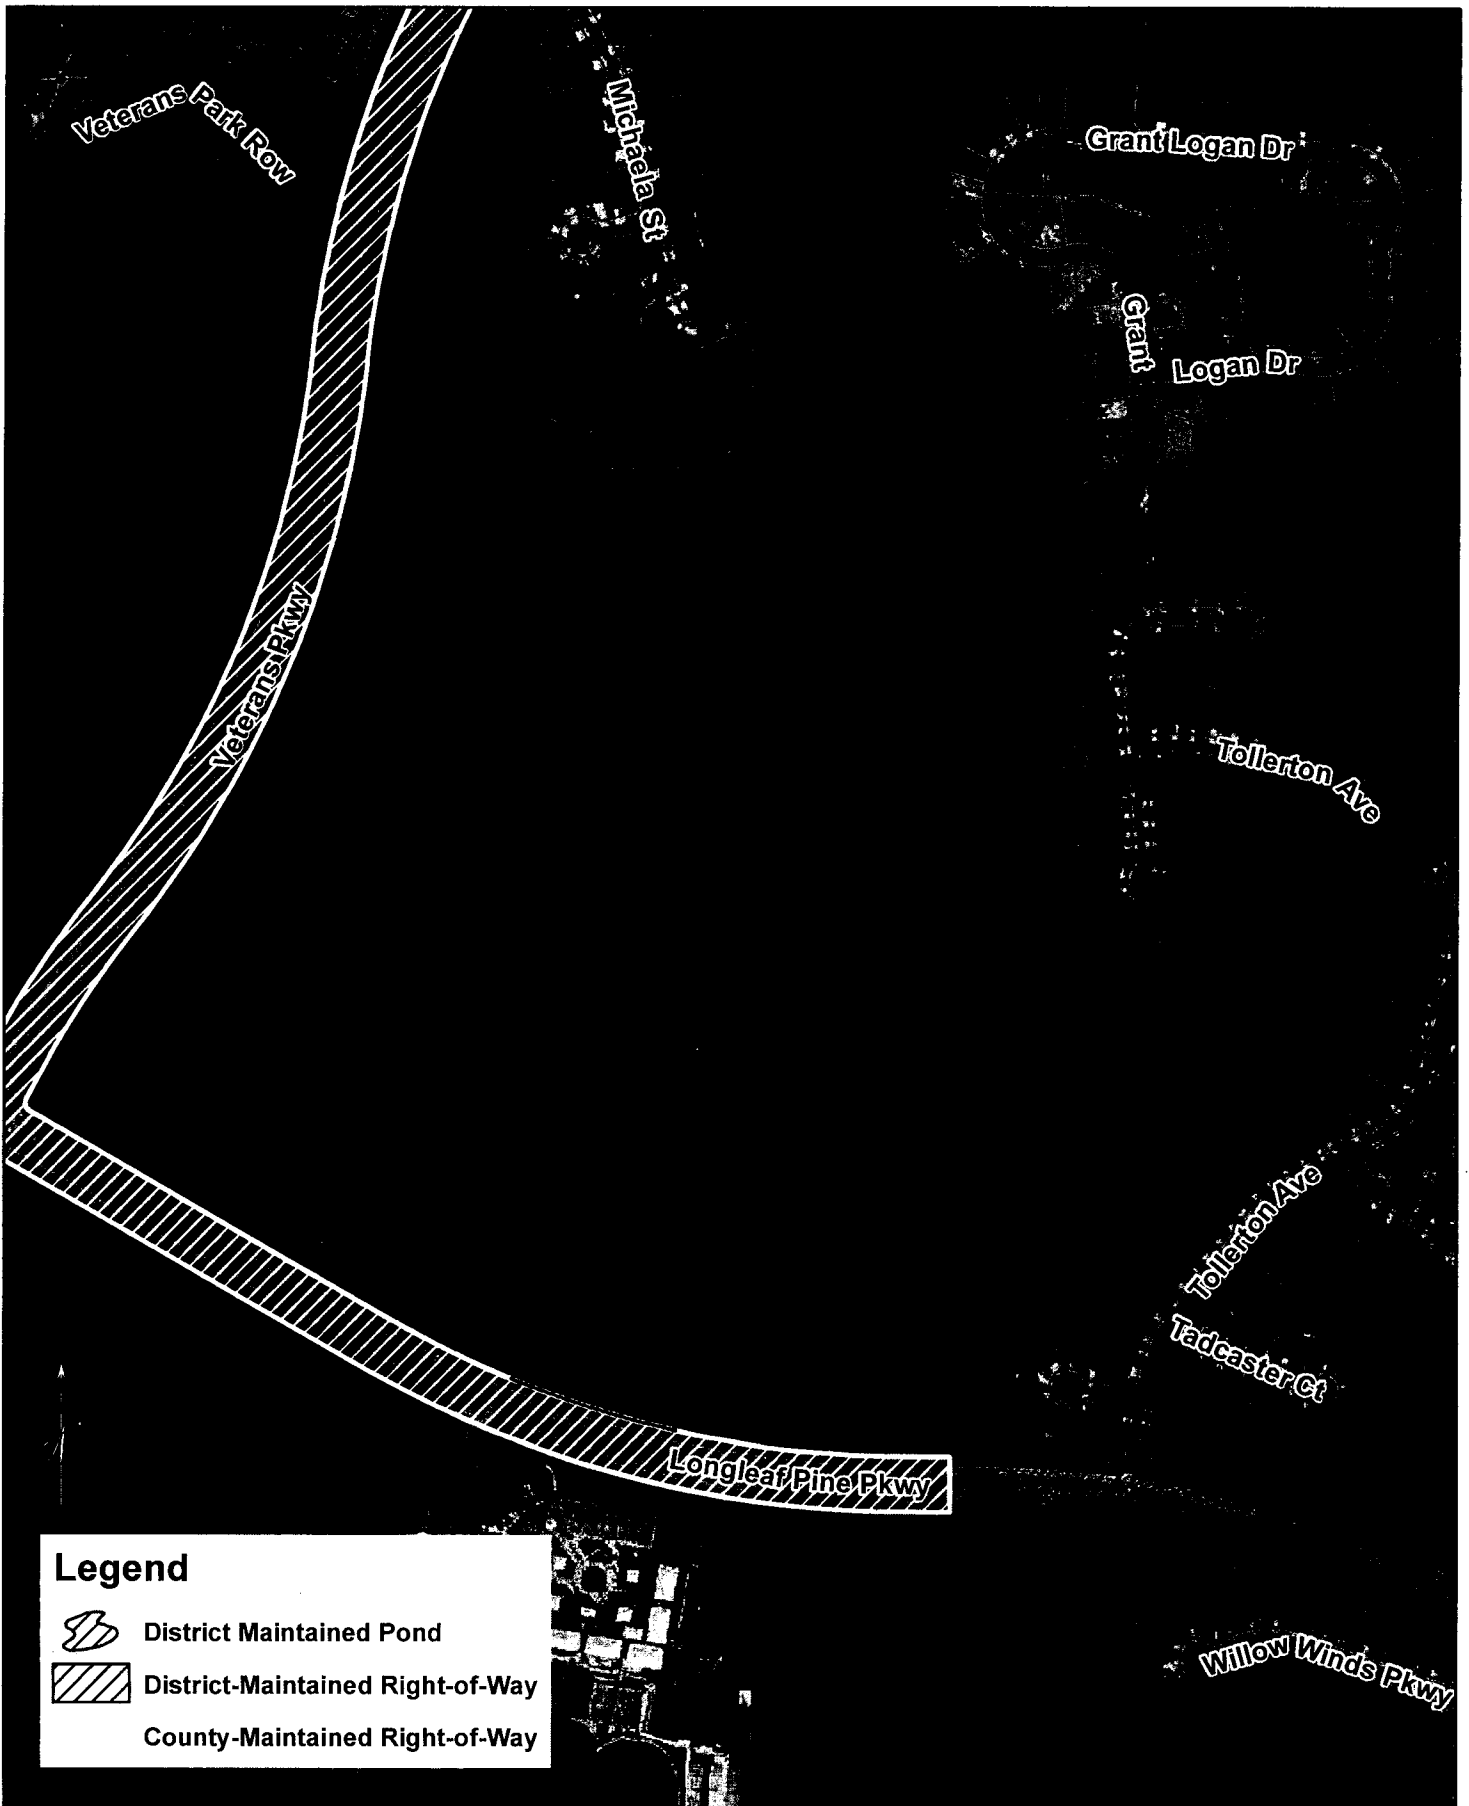 Veterans Park Row
Michaela St
Grant Logan Dr
Grant
Logan Dr
Veterans Pkwy
Tollerton Ave
Tollerton Ave
Tadcaster Ct
Longleaf Pine Pkwy
Willow Winds Pkwy
Legend
District Maintained Pond
District-Maintained Right-of-Way
County-Maintained Right-of-Way